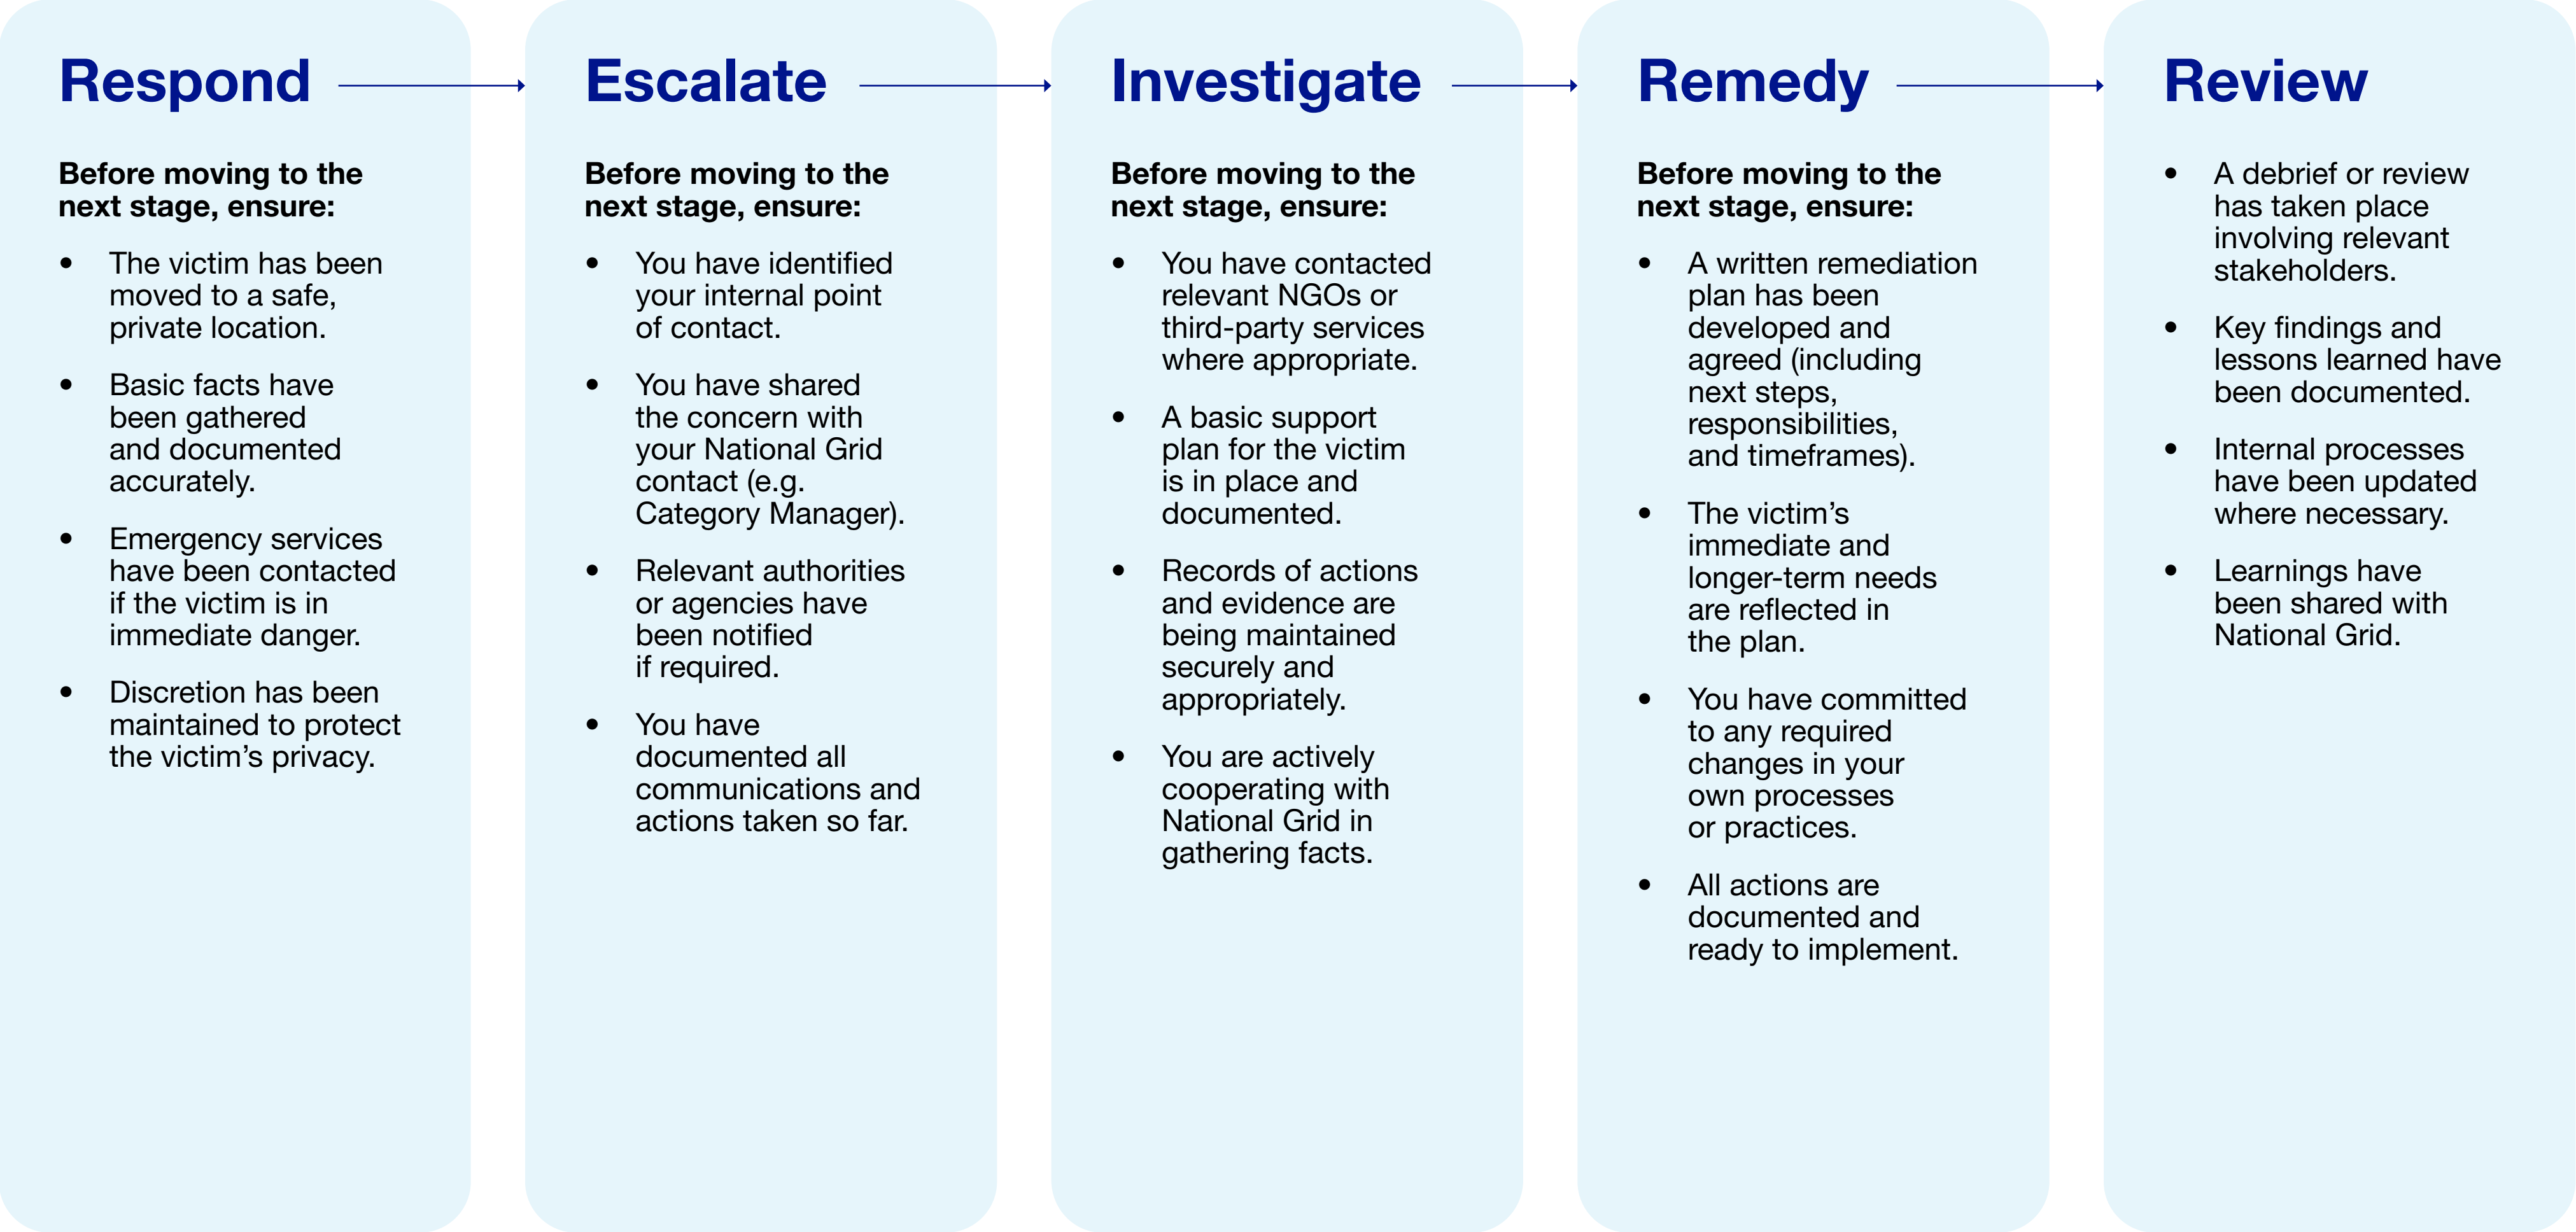 Respond
Before moving to the
next stage, ensure:
• The victim has been
moved to a safe,
private location.
• Basic facts have
been gathered
and documented
accurately.
• Emergency services
have been contacted
if the victim is in
immediate danger.
• Discretion has been
maintained to protect
the victim’s privacy.
Escalate
Before moving to the
next stage, ensure:
• You have identified
your internal point
of contact.
• You have shared
the concern with
your National Grid
contact (e.g.
Category Manager).
• Relevant authorities
or agencies have
been notified
if required.
• You have
documented all
communications and
actions taken so far.
Investigate
Before moving to the
next stage, ensure:
• You have contacted
relevant NGOs or
third-party services
where appropriate.
• A basic support
plan for the victim
is in place and
documented.
• Records of actions
and evidence are
being maintained
securely and
appropriately.
• You are actively
cooperating with
National Grid in
gathering facts.
Remedy
Before moving to the
next stage, ensure:
• A written remediation
plan has been
developed and
agreed (including
next steps,
responsibilities,
and timeframes).
• The victim’s
immediate and
longer-term needs
are reflected in
the plan.
• You have committed
to any required
changes in your
own processes
or practices.
• All actions are
documented and
ready to implement.
Review
• A debrief or review
has taken place
involving relevant
stakeholders.
• Key findings and
lessons learned have
been documented.
• Internal processes
have been updated
where necessary.
• Learnings have
been shared with
National Grid.